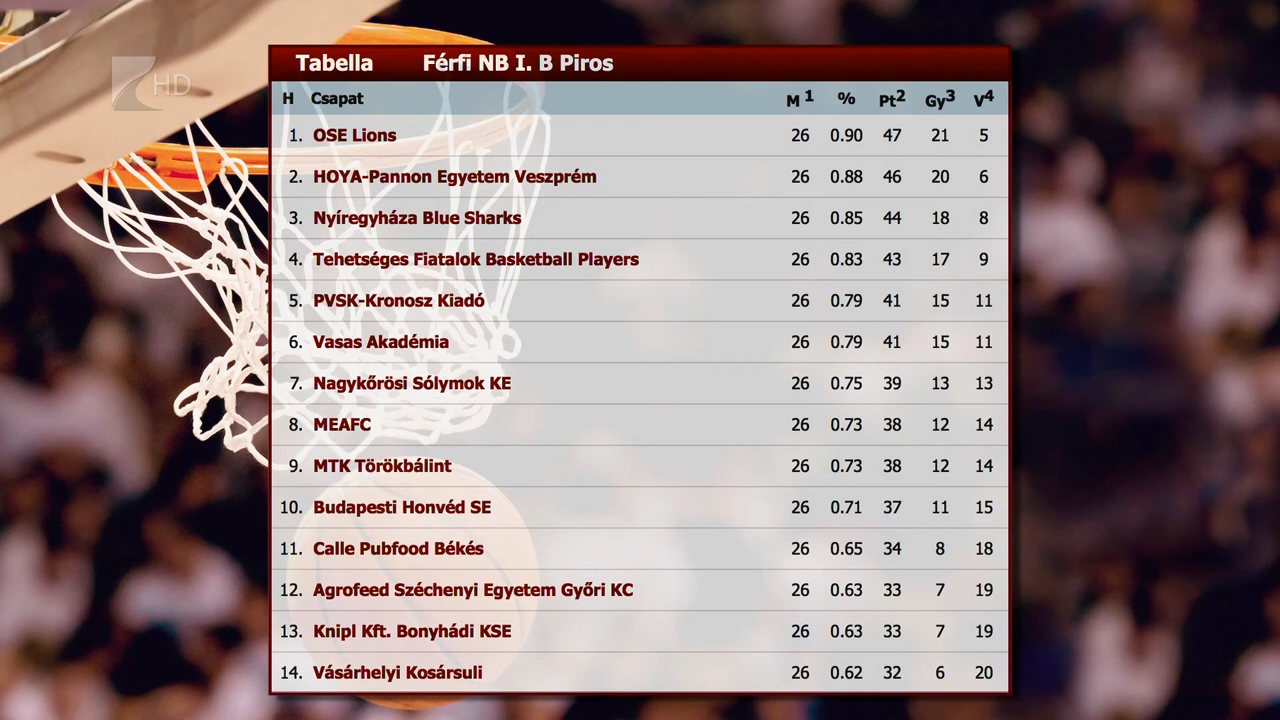 HD
Tabella Férfi NB I. B Piros
H Csapat M 1 % Pt2 Gy3 V4
1. OSE Lions 26 0.90 47 21 5
2. HOYA-Pannon Egyetem Veszprém 26 0.88 46 20 6
3. Nyíregyháza Blue Sharks 26 0.85 44 18 8
4. Tehetséges Fiatalok Basketball Players 26 0.83 43 17 9
5. PVSK-Kronosz Kiadó 26 0.79 41 15 11
6. Vasas Akadémia 26 0.79 41 15 11
7. Nagykőrösi Sólymok KE 26 0.75 39 13 13
8. MEAFC 26 0.73 38 12 14
9. MTK Törökbálint 26 0.73 38 12 14
10. Budapesti Honvéd SE 26 0.71 37 11 15
11. Calle Pubfood Békés 26 0.65 34 8 18
12. Agrofeed Széchenyi Egyetem Győri KC 26 0.63 33 7 19
13. Knipl Kft. Bonyhádi KSE 26 0.63 33 7 19
14. Vásárhelyi Kosársuli 26 0.62 32 6 20